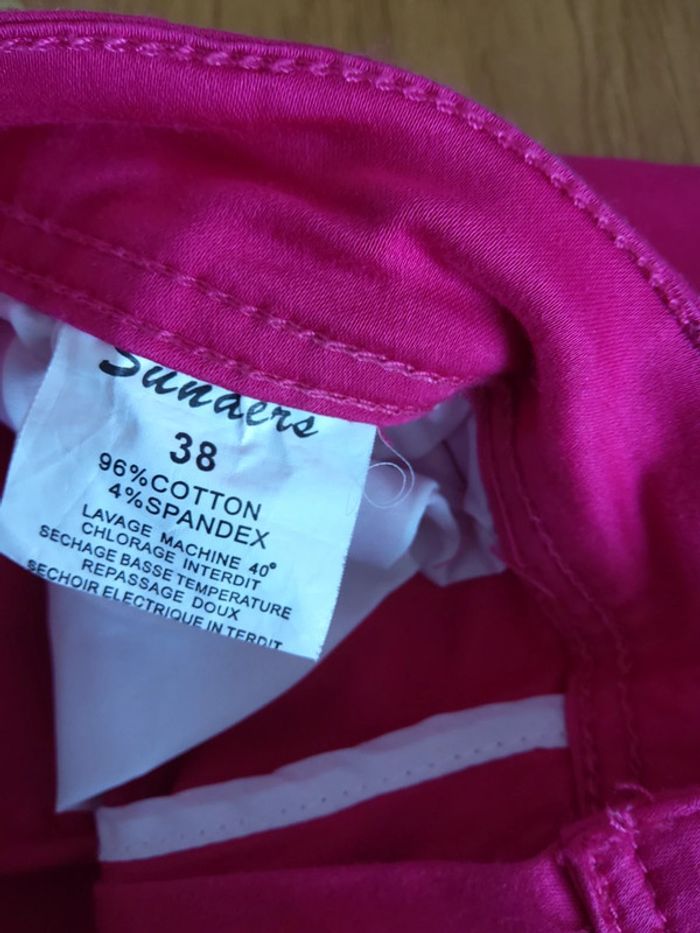 Sunders
38
96%COTTON
4%SPANDEX
LAVAGE MACHINE 40°
CHLORAGE INTERDIT
SECHAGE BASSE TEMPERATURE
REPASSAGE DOUX
SECHOIR ELECTRIQUE IN TERDIT